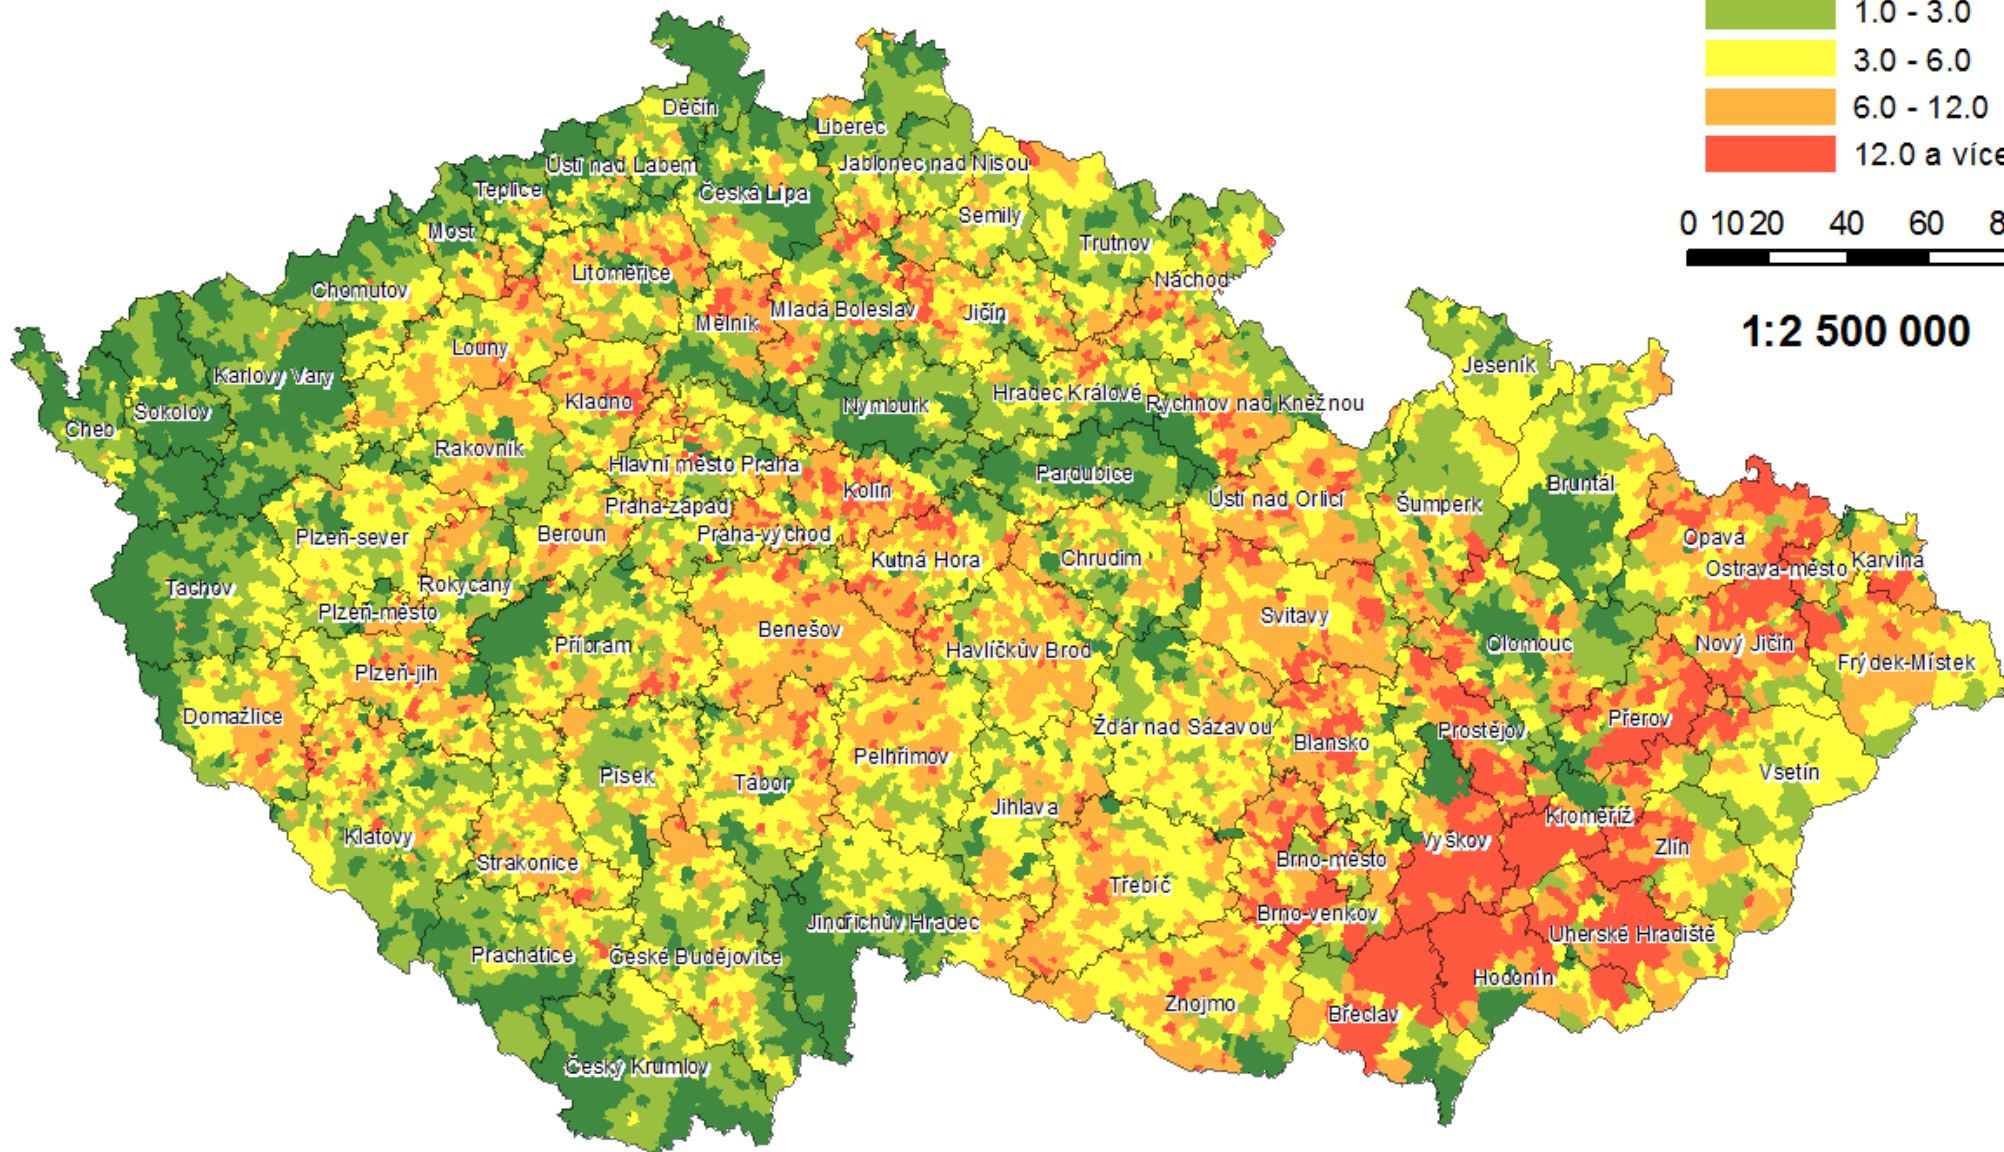 1.0 - 3.0
3.0 - 6.0
6.0 - 12.0
12.0 a více
0 10 20 40 60 8
1:2 500 000
Děčín
Liberec
Ústí nad Labem
Jablonec nad Nisou
Teplice
Česká Lípa
Semily
Most
Trutnov
Litoměřice
Náchod
Chomutov
Mladá Boleslav
Jičín
Mělník
Louny
Jeseník
Karlovy Vary
Hradec Králové
Rychnov nad Kněžnou
Kladno
Nymburk
Sokolov
Cheb
Rakovník
Hlavní město Praha
Pardubice
Bruntál
Kolín
Ústí nad Orlicí
Šumperk
Praha-západ
Plzeň-sever
Beroun
Praha-východ
Opava
Kutná Hora
Chrudim
Karviná
Ostrava-město
Tachov
Rokycany
Plzeň-město
Svitavy
Benešov
Příbram
Havlíčkův Brod
Olomouc
Nový Jičín
Frýdek-Místek
Plzeň-jih
Domažlice
Přerov
Žďár nad Sázavou
Prostějov
Blansko
Pelhřimov
Písek
Tábor
Vsetín
Jihlava
Kroměříž
Klatovy
Vyškov
Zlín
Strakonice
Brno-město
Třebíč
Jindřichův Hradec
Brno-venkov
Uherské Hradiště
Prachatice
České Budějovice
Hodonín
Znojmo
Břeclav
Český Krumlov